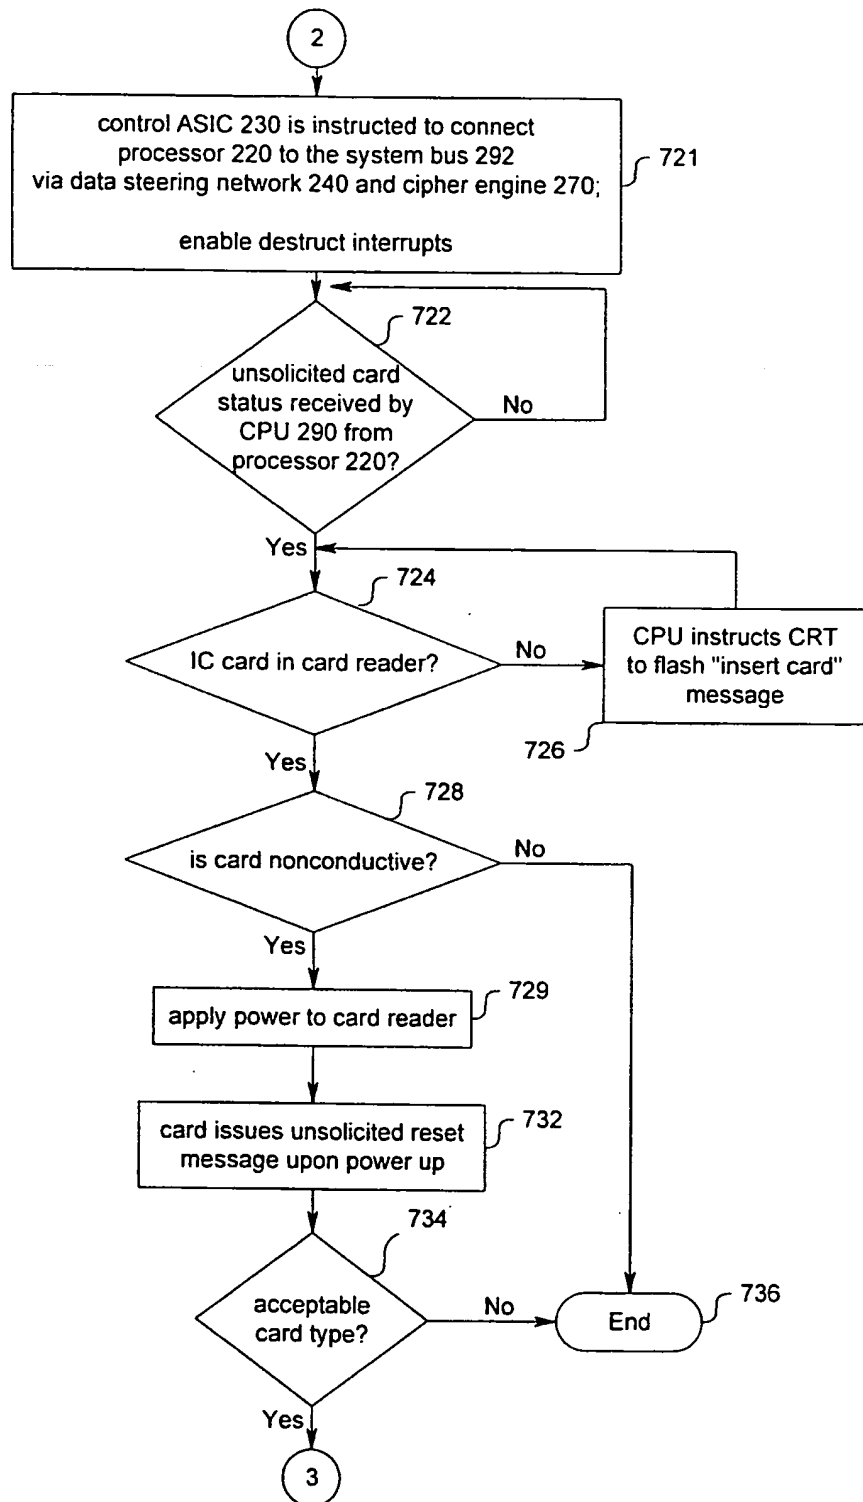 2
control ASIC 230 is instructed to connect
processor 220 to the system bus 292
via data steering network 240 and cipher engine 270;
enable destruct interrupts
721
722
unsolicited card
status received by
CPU 290 from
processor 220?
No
Yes
724
IC card in card reader?
No
CPU instructs CRT
to flash "insert card"
message
726
Yes
728
is card nonconductive?
No
Yes
729
apply power to card reader
732
card issues unsolicited reset
message upon power up
734
acceptable
card type?
No
End
736
Yes
3